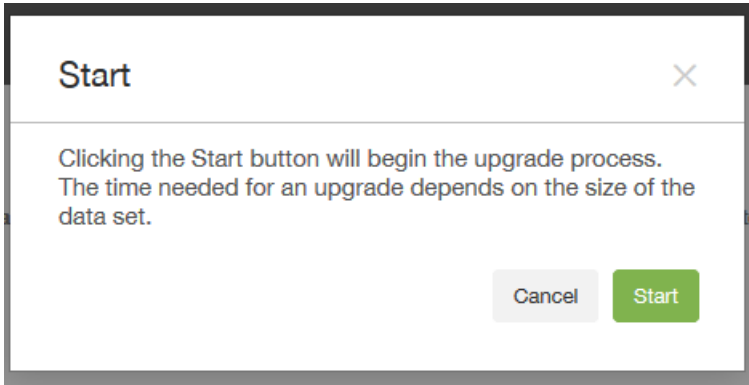 Start
Clicking the Start button will begin the upgrade process.
The time needed for an upgrade depends on the size of the
data set.
Cancel
Start